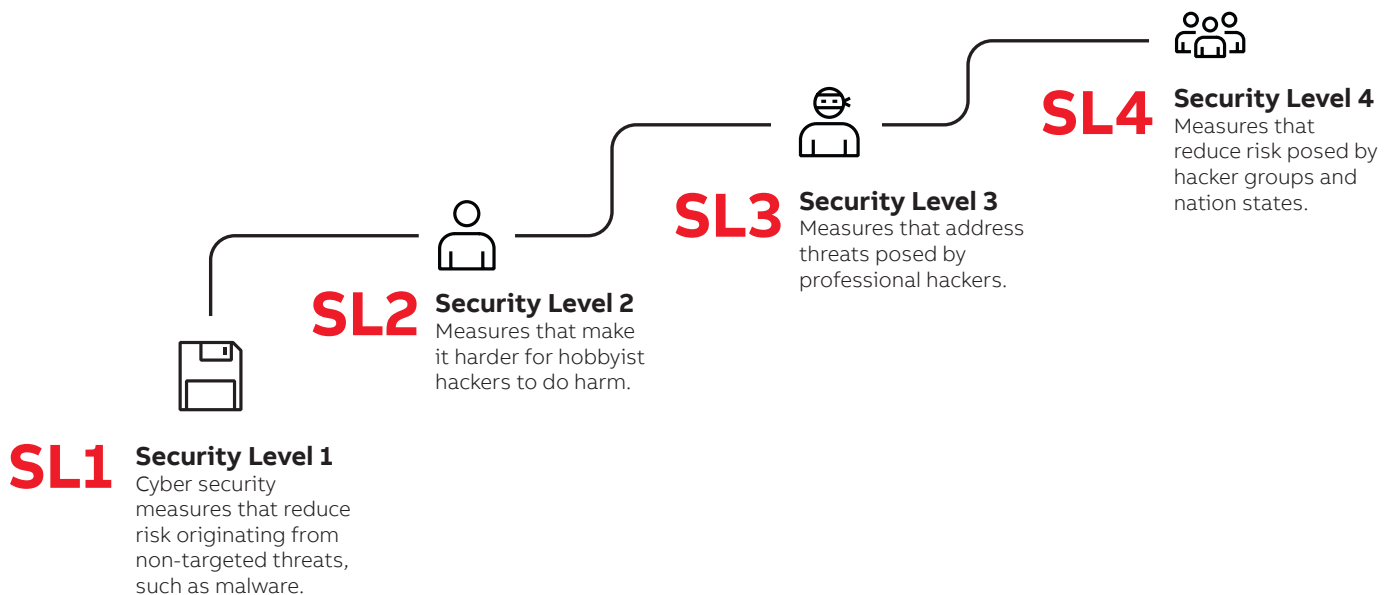 SL1
Security Level 1
Cyber security
measures that reduce
risk originating from
non-targeted threats,
such as malware.
SL2
Security Level 2
Measures that make
it harder for hobbyist
hackers to do harm.
SL3
Security Level 3
Measures that address
threats posed by
professional hackers.
SL4
Security Level 4
Measures that
reduce risk posed by
hacker groups and
nation states.